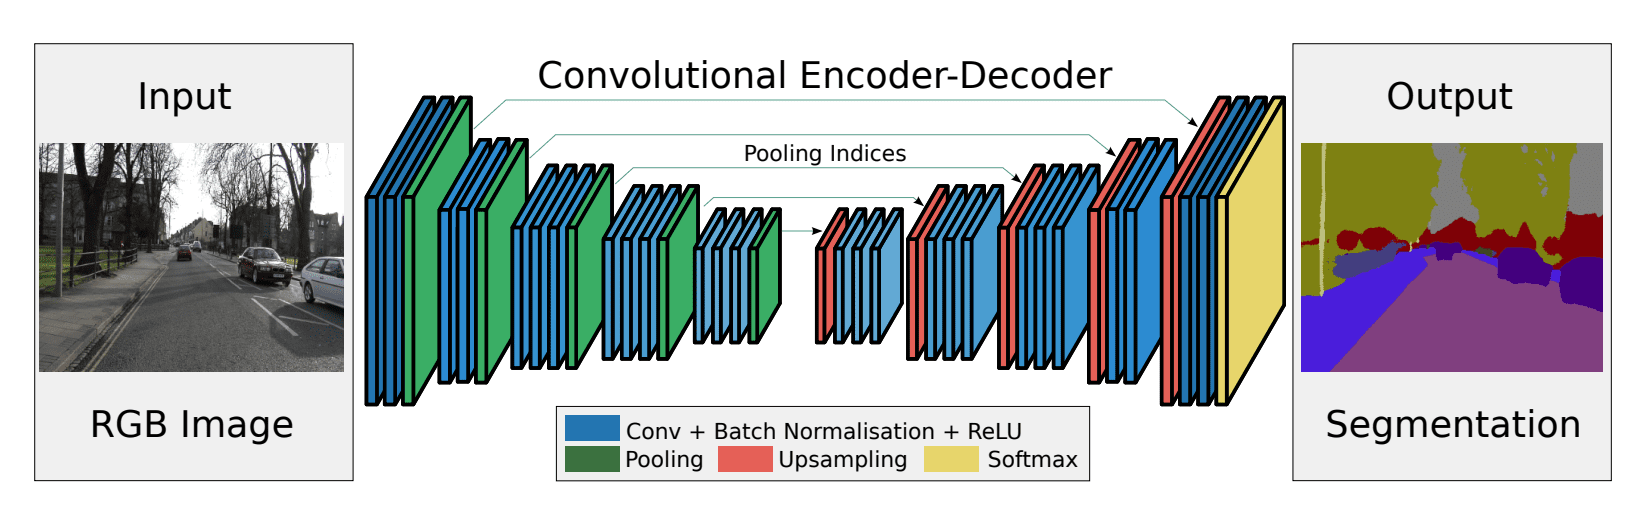 Input
RGB Image
Convolutional Encoder-Decoder
Pooling Indices
Conv + Batch Normalisation + ReLU
Pooling Upsampling Softmax
Output
Segmentation